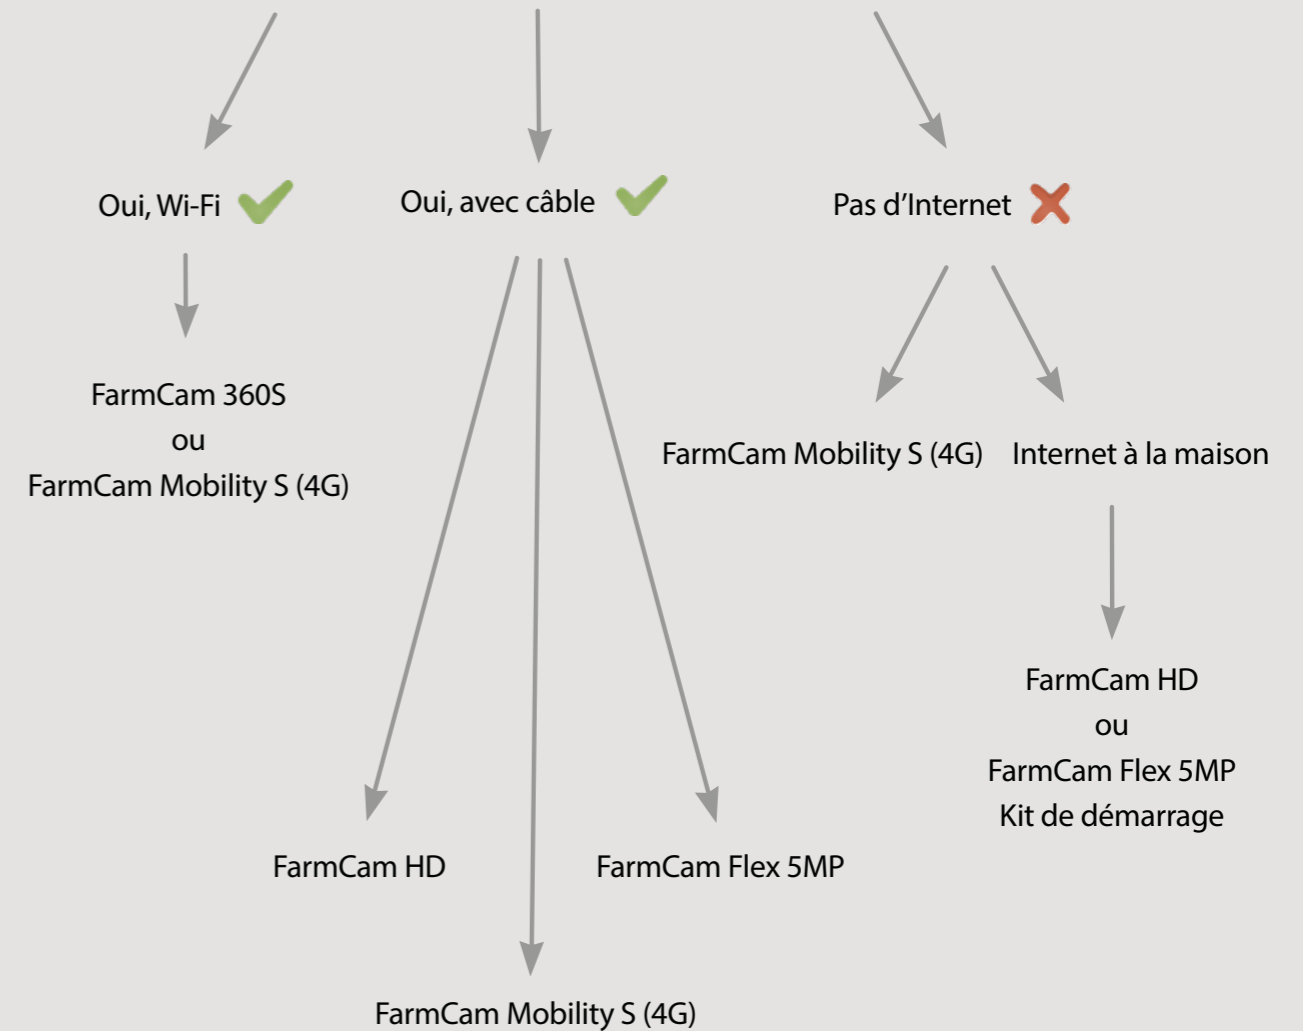 Oui, Wi-Fi
Oui, avec câble
Pas d'Internet
FarmCam 360S
ou
FarmCam Mobility S (4G)
FarmCam Mobility S (4G)
Internet à la maison
FarmCam HD
ou
FarmCam Flex 5MP
Kit de démarrage
FarmCam HD
FarmCam Flex 5MP
FarmCam Mobility S (4G)